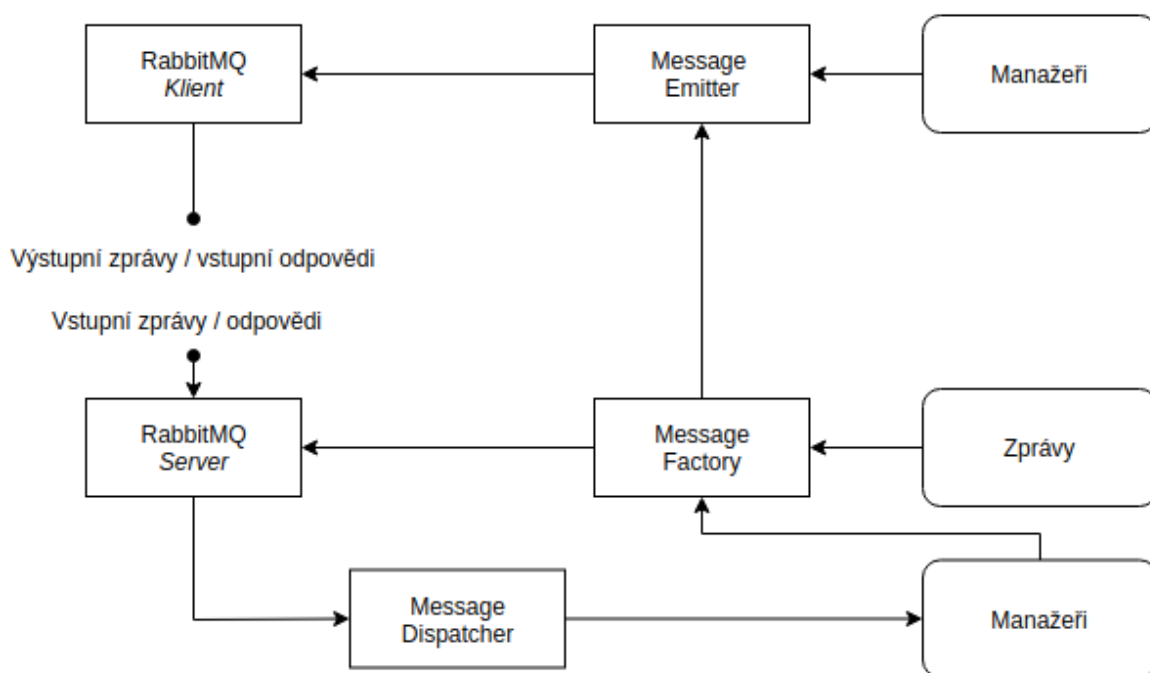 RabbitMQ
Klient
Message
Emitter
Manažeři
Výstupní zprávy / vstupní odpovědi
Vstupní zprávy / odpovědi
RabbitMQ
Server
Message
Factory
Zprávy
Message
Dispatcher
Manažeři